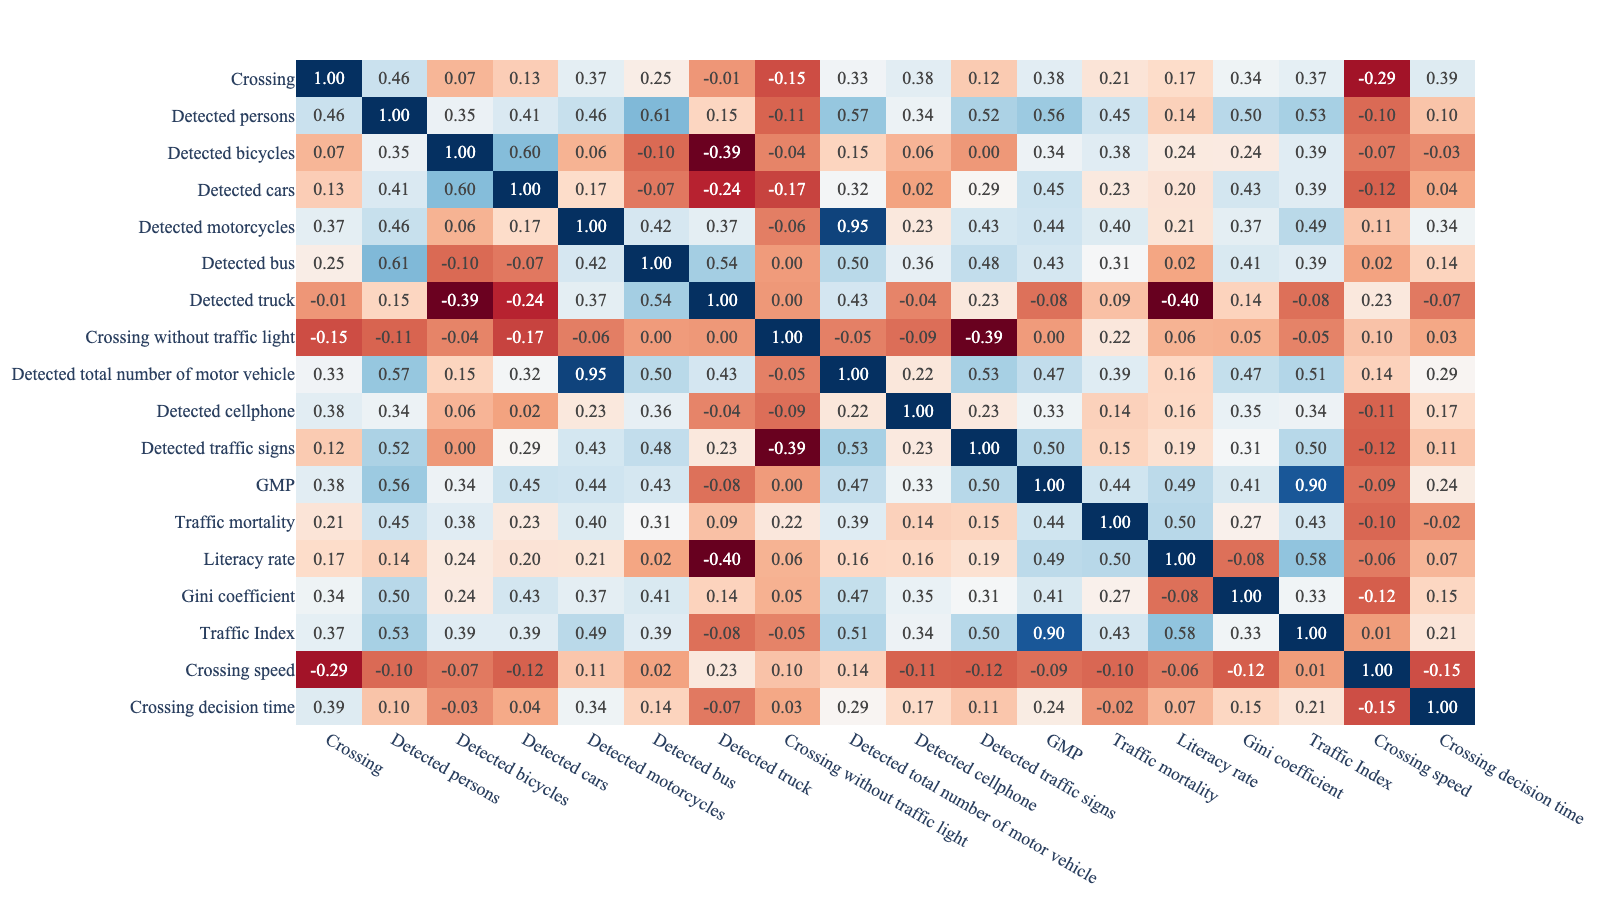 Crossing 1.00 0.46 0.07 0.13 0.37 0.25 -0.01 -0.15 0.33 0.38 0.12 0.38 0.21 0.17 0.34 0.37 -0.29 0.39
Detected persons 0.46 1.00 0.35 0.41 0.46 0.61 0.15 -0.11 0.57 0.34 0.52 0.56 0.45 0.14 0.50 0.53 -0.10 0.10
Detected bicycles 0.07 0.35 1.00 0.60 0.06 -0.10 -0.39 -0.04 0.15 0.06 0.00 0.34 0.38 0.24 0.24 0.39 -0.07 -0.03
Detected cars 0.13 0.41 0.60 1.00 0.17 -0.07 -0.24 -0.17 0.32 0.02 0.29 0.45 0.23 0.20 0.43 0.39 -0.12 0.04
Detected motorcycles 0.37 0.46 0.06 0.17 1.00 0.42 0.37 -0.06 0.95 0.23 0.43 0.44 0.40 0.21 0.37 0.49 0.11 0.34
Detected bus 0.25 0.61 -0.10 -0.07 0.42 1.00 0.54 0.00 0.50 0.36 0.48 0.43 0.31 0.02 0.41 0.39 0.02 0.14
Detected truck -0.01 0.15 -0.39 -0.24 0.37 0.54 1.00 0.00 0.43 -0.04 0.23 -0.08 0.09 -0.40 0.14 -0.08 0.23 -0.07
Crossing without traffic light -0.15 -0.11 -0.04 -0.17 -0.06 0.00 0.00 1.00 -0.05 -0.09 -0.39 0.00 0.22 0.06 0.05 -0.05 0.10 0.03
Detected total number of motor vehicle 0.33 0.57 0.15 0.32 0.95 0.50 0.43 -0.05 1.00 0.22 0.53 0.47 0.39 0.16 0.47 0.51 0.14 0.29
Detected cellphone 0.38 0.34 0.06 0.02 0.23 0.36 -0.04 -0.09 0.22 1.00 0.23 0.33 0.14 0.16 0.35 0.34 -0.11 0.17
Detected traffic signs 0.12 0.52 0.00 0.29 0.43 0.48 0.23 -0.39 0.53 0.23 1.00 0.50 0.15 0.19 0.31 0.50 -0.12 0.11
GMP 0.38 0.56 0.34 0.45 0.44 0.43 -0.08 0.00 0.47 0.33 0.50 1.00 0.44 0.49 0.41 0.90 -0.09 0.24
Traffic mortality 0.21 0.45 0.38 0.23 0.40 0.31 0.09 0.22 0.39 0.14 0.15 0.44 1.00 0.50 0.27 0.43 -0.10 -0.02
Literacy rate 0.17 0.14 0.24 0.20 0.21 0.02 -0.40 0.06 0.16 0.16 0.19 0.49 0.50 1.00 -0.08 0.58 -0.06 0.07
Gini coefficient 0.34 0.50 0.24 0.43 0.37 0.41 0.14 0.05 0.47 0.35 0.31 0.41 0.27 -0.08 1.00 0.33 -0.12 0.15
Traffic Index 0.37 0.53 0.39 0.39 0.49 0.39 -0.08 -0.05 0.51 0.34 0.50 0.90 0.43 0.58 0.33 1.00 0.01 0.21
Crossing speed -0.29 -0.10 -0.07 -0.12 0.11 0.02 0.23 0.10 0.14 -0.11 -0.12 -0.09 -0.10 -0.06 -0.12 0.01 1.00 -0.15
Crossing decision time 0.39 0.10 -0.03 0.04 0.34 0.14 -0.07 0.03 0.29 0.17 0.11 0.24 -0.02 0.07 0.15 0.21 -0.15 1.00
Crossing
Detected persons
Detected bicycles
Detected cars
Detected motorcycles
Detected bus
Detected truck
Crossing without traffic light
Detected total number of motor vehicle
Detected cellphone
Detected traffic signs
GMP
Traffic mortality
Literacy rate
Gini coefficient
Traffic Index
Crossing speed
Crossing decision time